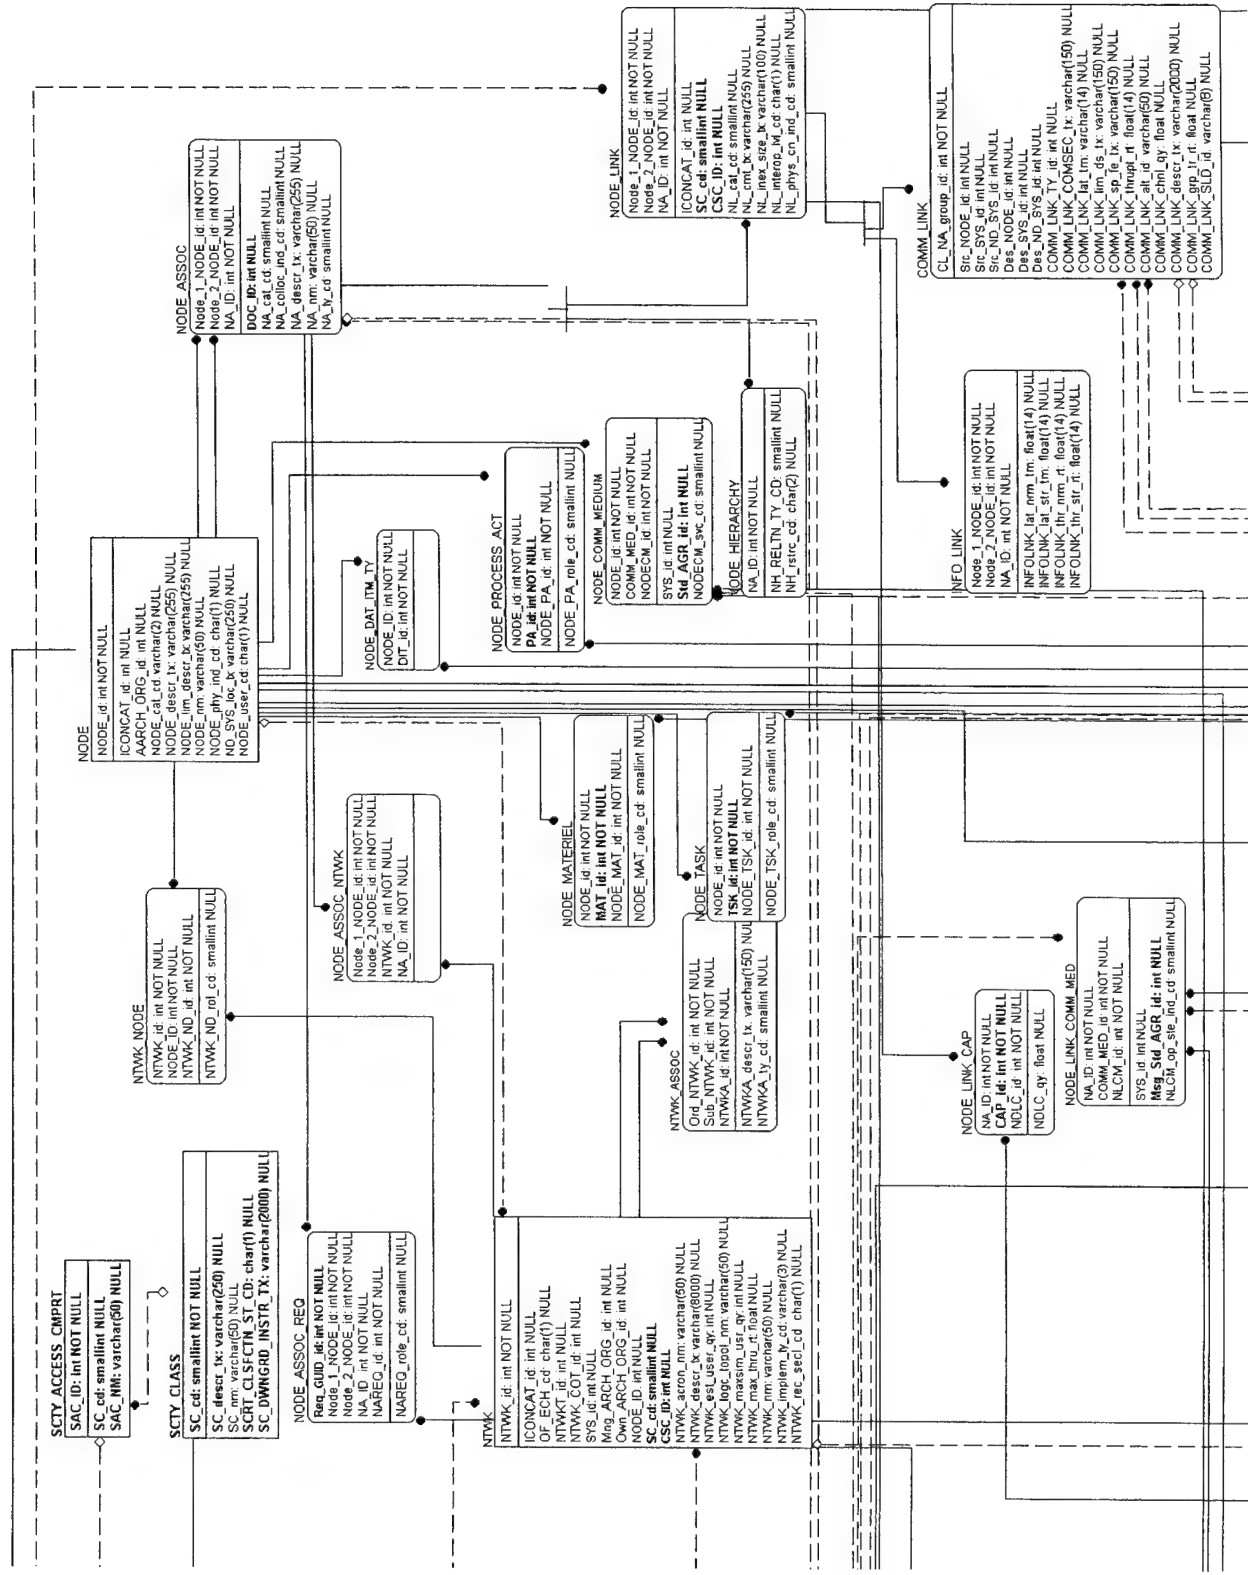 SCTY_ACCESS_CMPRT
SAC_ID: int NOT NULL
SC_cd: smallint NULL
SAC_NM: varchar(50) NULL
SCTY_CLASS
SC_cd: smallint NOT NULL
SC_descr_tx: varchar(250) NULL
SC_nm: varchar(50) NULL
SCRT_CLSFCTN_ST_CD: char(1) NULL
SC_DWNGRD_INSTR_TX: varchar(2000) NULL
NODE_ASSOC_REQ
Req_GUID_id: int NOT NULL
Node_1_NODE_id: int NOT NULL
Node_2_NODE_id: int NOT NULL
NA_ID: int NOT NULL
NAREQ_id: int NOT NULL
NAREQ_role_cd: smallint NULL
NTWK
NTWK_id: int NOT NULL
ICONCAT_id: int NULL
OF_ECH_cd: char(1) NULL
NTWKT_id: int NOT NULL
NTWK_COT_id: int NULL
SYS_id: int NULL
Mng_ARCH_ORG_id: int NULL
Own_ARCH_ORG_id: int NULL
NODE_ID: int NULL
SC_cd: smallint NULL
CSC_ID: int NULL
NTWK_acron_nm: varchar(50) NULL
NTWK_descr_tx: varchar(8000) NULL
NTWK_est_user_qy: int NULL
NTWK_logc_topol_nm: varchar(50) NULL
NTWK_maxsim_usr_qy: int NULL
NTWK_max_thru_rt: float NULL
NTWK_nm: varchar(50) NULL
NTWK_implem_ty_cd: varchar(3) NULL
NTWK_rec_secl_cd: char(1) NULL
NTWK_NODE
NTWK_id: int NOT NULL
NODE_ID: int NOT NULL
NTWK_ND_id: int NOT NULL
NTWK_ND_rol_cd: smallint NULL
NODE_ASSOC_NTWK
Node_1_NODE_id: int NOT NULL
Node_2_NODE_id: int NOT NULL
NTWK_id: int NOT NULL
NA_ID: int NOT NULL
NTWK_ASSOC
Ord_NTWK_id: int NOT NULL
Sub_NTWK_id: int NOT NULL
NTWKA_id: int NOT NULL
NTWKA_descr_tx: varchar(150) NULL
NTWKA_ty_cd: smallint NULL
NODE_LINK_CAP
NA_ID: int NOT NULL
CAP_id: int NOT NULL
NDLC_id: int NOT NULL
NDLC_qy: float NULL
NODE_LINK_COMM_MED
NA_ID: int NOT NULL
COMM_MED_id: int NOT NULL
NLCM_id: int NOT NULL
SYS_id: int NULL
Msg_Std_AGR_id: int NULL
NLCM_op_ste_ind_cd: smallint NULL
NODE
NODE_id: int NOT NULL
ICONCAT_id: int NULL
AARCH_ORG_id: int NULL
NODE_cat_cd: varchar(2) NULL
NODE_descr_tx: varchar(255) NULL
NODE_lim_descr_tx: varchar(255) NULL
NODE_nm: varchar(50) NULL
NODE_phy_ind_cd: char(1) NULL
ND_SYS_loc_tx: varchar(250) NULL
NODE_user_cd: char(1) NULL
NODE_MATERIEL
NODE_id: int NOT NULL
MAT_id: int NOT NULL
NODE_MAT_id: int NOT NULL
NODE_MAT_role_cd: smallint NULL
NODE_TASK
NODE_id: int NOT NULL
TSK_id: int NOT NULL
NODE_TSK_id: int NOT NULL
NODE_TSK_role_cd: smallint NULL
NODE_DAT_ITM_TY
NODE_ID: int NOT NULL
DIT_id: int NOT NULL
NODE_PROCESS_ACT
NODE_id: int NOT NULL
PA_id: int NOT NULL
NODE_PA_id: int NOT NULL
NODE_PA_role_cd: smallint NULL
NODE_COMM_MEDIUM
NODE_id: int NOT NULL
COMM_MED_id: int NOT NULL
NODECM_id: int NOT NULL
SYS_id: int NULL
Std_AGR_id: int NULL
NODECM_svc_cd: smallint NULL
NODE_HIERARCHY
NA_ID: int NOT NULL
NH_RELTN_TY_CD: smallint NULL
NH_rstrc_cd: char(2) NULL
INFO_LINK
Node_1_NODE_id: int NOT NULL
Node_2_NODE_id: int NOT NULL
NA_ID: int NOT NULL
INFOLNK_lat_nrm_tm: float(14) NULL
INFOLNK_lat_str_tm: float(14) NULL
INFOLNK_thr_nrm_rt: float(14) NULL
INFOLNK_thr_str_rt: float(14) NULL
NODE_ASSOC
Node_1_NODE_id: int NOT NULL
Node_2_NODE_id: int NOT NULL
NA_ID: int NOT NULL
DOC_ID: int NULL
NA_cat_cd: smallint NULL
NA_colloc_ind_cd: smallint NULL
NA_descr_tx: varchar(255) NULL
NA_nm: varchar(50) NULL
NA_ty_cd: smallint NULL
NODE_LINK
Node_1_NODE_id: int NOT NULL
Node_2_NODE_id: int NOT NULL
NA_ID: int NOT NULL
ICONCAT_id: int NULL
SC_cd: smallint NULL
CSC_ID: int NULL
NL_cat_cd: smallint NULL
NL_cmt_tx: varchar(255) NULL
NL_inex_size_tx: varchar(100) NULL
NL_interop_lvl_cd: char(1) NULL
NL_phys_cn_ind_cd: smallint NULL
COMM_LINK
CL_NA_group_id: int NOT NULL
Src_NODE_id: int NULL
Src_SYS_id: int NULL
Src_ND_SYS_id: int NULL
Des_NODE_id: int NULL
Des_SYS_id: int NULL
Des_ND_SYS_id: int NULL
COMM_LNK_TY_id: int NULL
COMM_LNK_COMSEC_tx: varchar(150) NULL
COMM_LNK_lat_tm: varchar(14) NULL
COMM_LNK_lim_ds_tx: varchar(150) NULL
COMM_LNK_sp_fe_tx: varchar(150) NULL
COMM_LNK_thrupt_rt: float(14) NULL
COMM_LNK_alt_id: varchar(50) NULL
COMM_LNK_chnl_qy: float NULL
COMM_LNK_descr_tx: varchar(2000) NULL
COMM_LNK_grp_tr_rt: float NULL
COMM_LNK_SLD_id: varchar(8) NULL